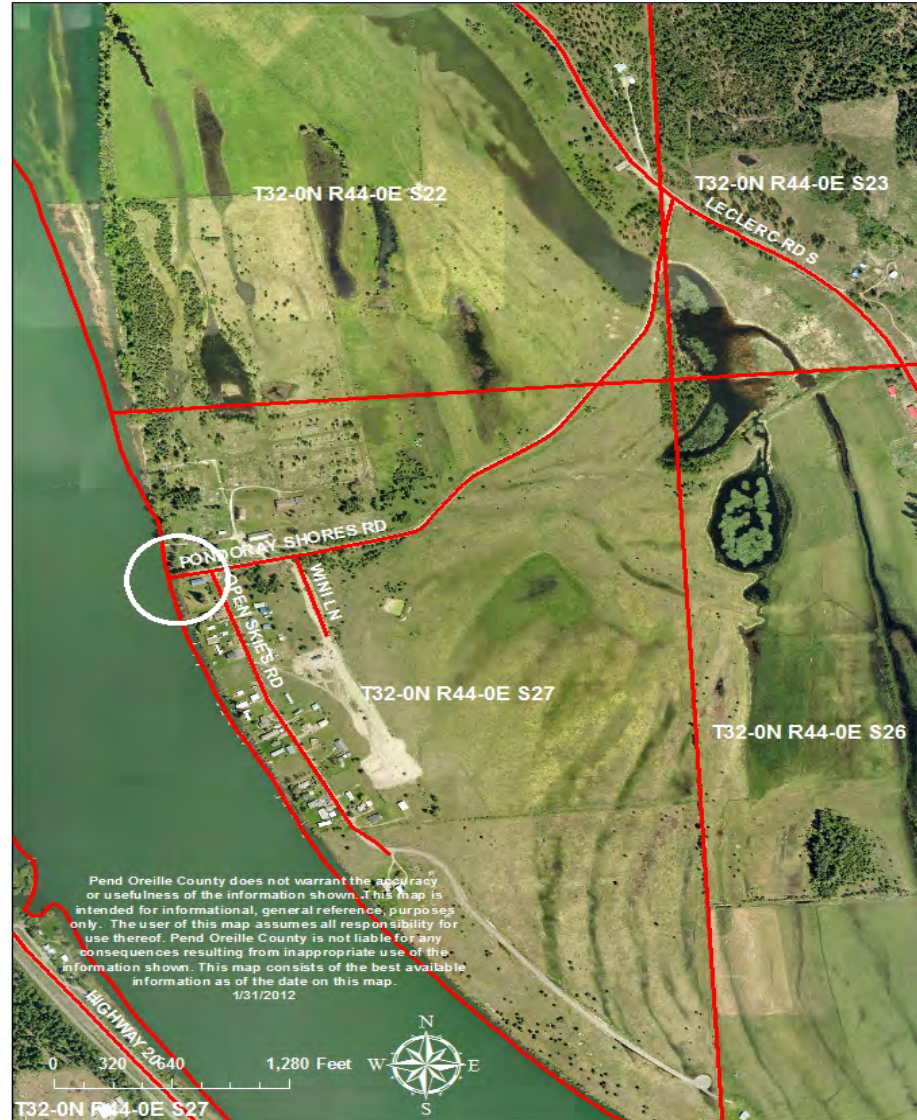 T32-0N R44-0E S22
T32-0N R44-0E S23
LECLERC RD S
PONDORAY SHORES RD
OPEN SKIES RD
WINI LN
T32-0N R44-0E S27
T32-0N R44-0E S26
Pend Oreille County does not warrant the accuracy
or usefulness of the information shown. This map is
intended for informational, general reference, purposes
only. The user of this map assumes all responsibility for
use thereof. Pend Oreille County is not liable for any
consequences resulting from inappropriate use of the
information shown. This map consists of the best available
information as of the date on this map.
1/31/2012
HIGHWAY 20
N
W E
S
0 320 640 1,280 Feet
T32-0N R44-0E S27